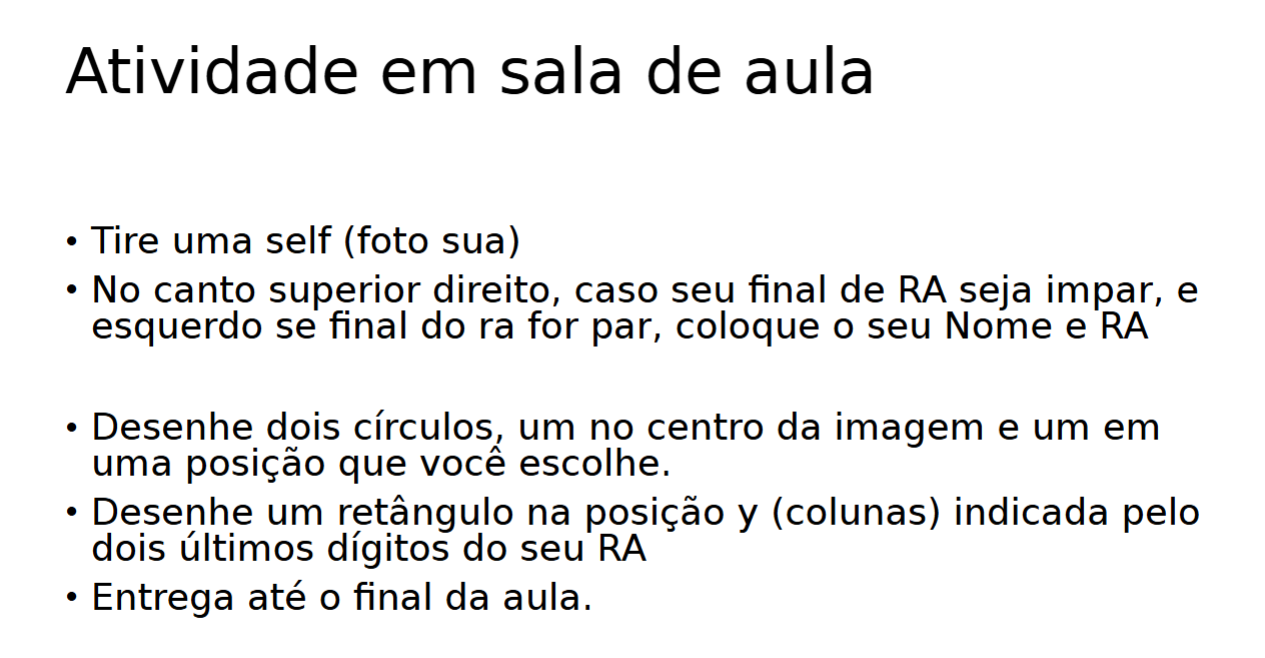 Atividade em sala de aula
• Tire uma self (foto sua)
• No canto superior direito, caso seu final de RA seja impar, e
esquerdo se final do ra for par, coloque o seu Nome e RA
• Desenhe dois círculos, um no centro da imagem e um em
uma posição que você escolhe.
• Desenhe um retângulo na posição y (colunas) indicada pelo
dois últimos dígitos do seu RA
• Entrega até o final da aula.